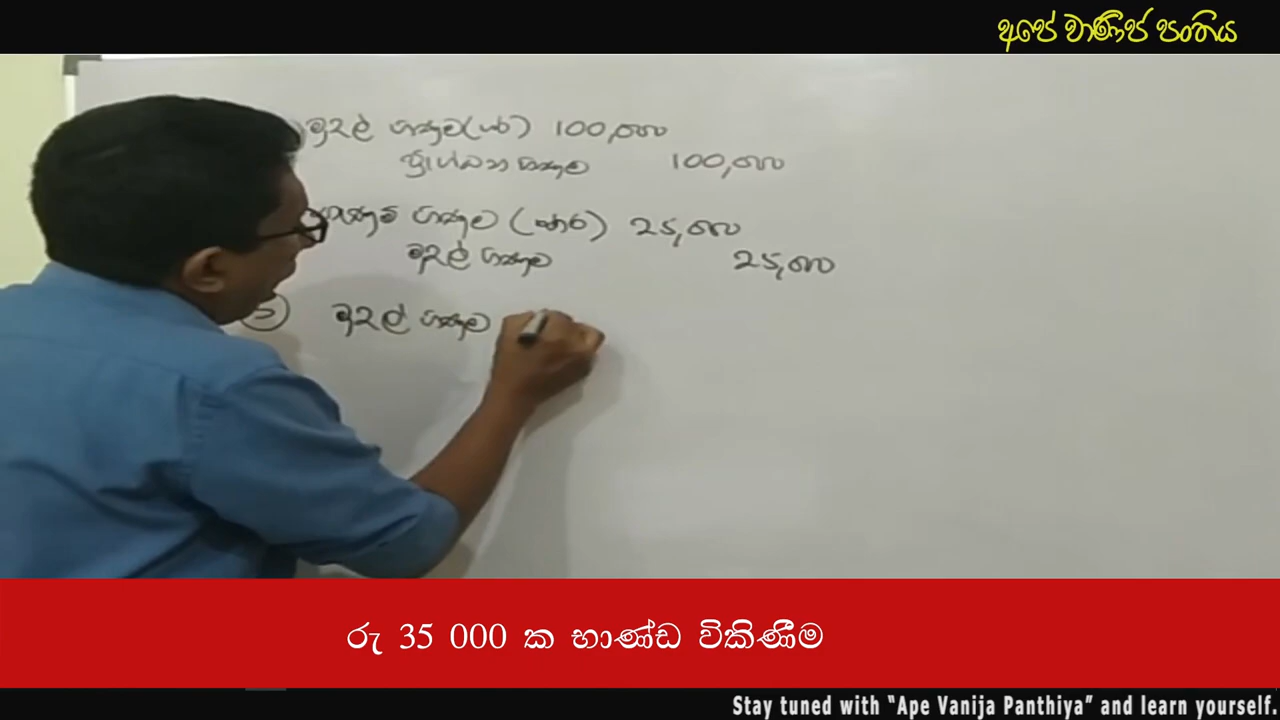 අපේ වාණිජ පංතිය
මුදල් ගිණුම (හර) 100,000
ප්‍රාග්ධන ගිණුම 100,000
ගැණුම් ගිණුම (හර) 25,000
මුදල් ගිණුම 25,000
මුදල් ගිණුම
රු 35 000 ක භාණ්ඩ විකිණීම
Stay tuned with “Ape Vanija Panthiya” and learn yourself.